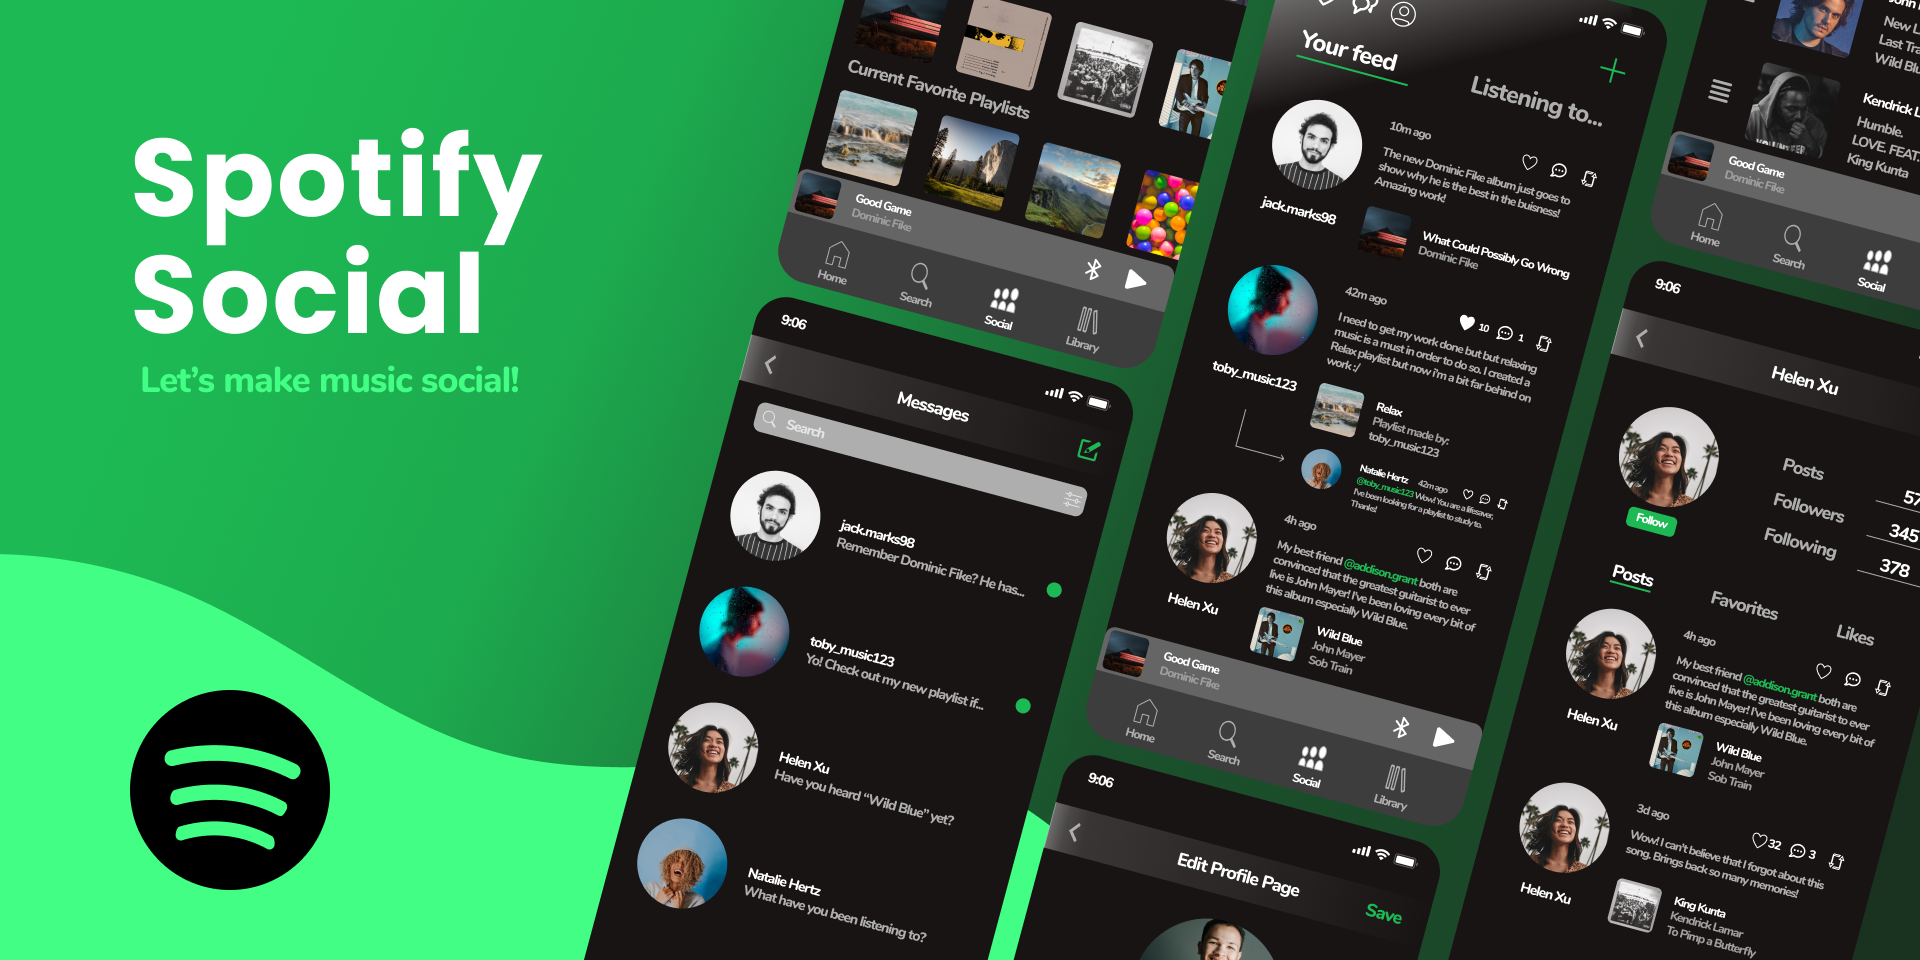 Spotify
Social
Let's make music social!
Current Favorite Playlists
Good Game
Dominic Fike
Home
Search
Social
Library
9:06
Messages
Search
jack.marks98
Remember Dominic Fike? He has...
toby_music123
Yo! Check out my new playlist if...
Helen Xu
Have you heard “Wild Blue” yet?
Natalie Hertz
What have you been listening to?
Your feed
Listening to...
10m ago
The new Dominic Fike album just goes to
show why he is the best in the buisness!
Amazing work!
jack.marks98
What Could Possibly Go Wrong
Dominic Fike
42m ago
10
1
I need to get my work done but but relaxing
music is a must in order to do so. I created a
Relax playlist but now i'm a bit far behind on
work :/
toby_music123
Relax
Playlist made by:
toby_music123
Natalie Hertz
42m ago
@toby_music123 Wow! You are a lifesaver,
I've been looking for a playlist to study to.
Thanks!
4h ago
My best friend @addison.grant both are
convinced that the greatest guitarist to ever
live is John Mayer! I've been loving every bit of
this album especially Wild Blue.
Helen Xu
Wild Blue
John Mayer
Sob Train
Good Game
Dominic Fike
Home
Search
Social
Library
9:06
Edit Profile Page
Save
New L
Last Tra
Wild Blu
Kendrick L
Humble.
LOVE. FEAT.
King Kunta
Good Game
Dominic Fike
Home
Search
Social
9:06
Helen Xu
Follow
Posts
57
Followers
345
Following
378
Posts
Favorites
Likes
4h ago
My best friend @addison.grant both are
convinced that the greatest guitarist to ever
live is John Mayer! I've been loving every bit of
this album especially Wild Blue.
Helen Xu
Wild Blue
John Mayer
Sob Train
3d ago
32
3
Wow! I can't believe that I forgot about this
song. Brings back so many memories!
Helen Xu
King Kunta
Kendrick Lamar
To Pimp a Butterfly